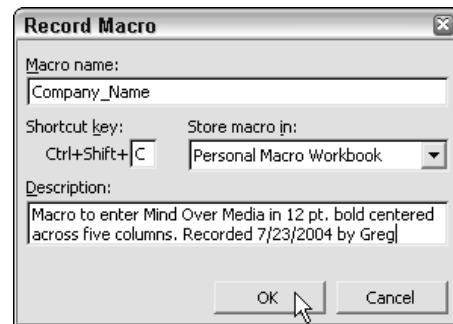 Record Macro
Macro name:
Company_Name
Shortcut key: Store macro in:
Ctrl+Shift+ C Personal Macro Workbook
Description:
Macro to enter Mind Over Media in 12 pt. bold centered
across five columns. Recorded 7/23/2004 by Greg
OK Cancel